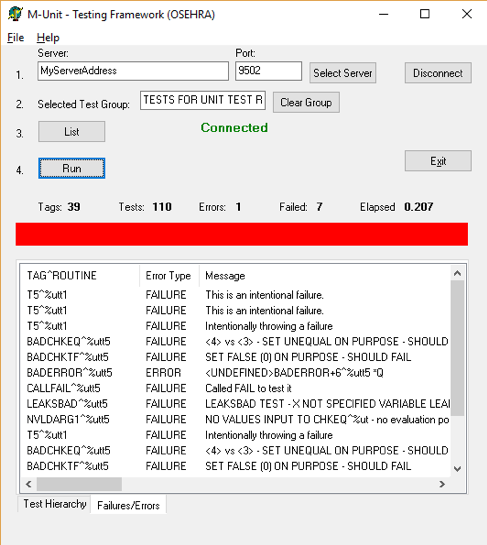 M-Unit - Testing Framework (OSEHRA)
File Help
Server: Port:
1. MyServerAddress 9502 Select Server Disconnect
2. Selected Test Group: TESTS FOR UNIT TEST R Clear Group
3. List Connected
4. Run Exit
Tags: 39 Tests: 110 Errors: 1 Failed: 7 Elapsed 0.207
TAG^ROUTINE Error Type Message
T5^%utt1 FAILURE This is an intentional failure.
T5^%utt1 FAILURE This is an intentional failure.
T5^%utt1 FAILURE Intentionally throwing a failure
BADCHKEQ^%utt5 FAILURE <4> vs <3> - SET UNEQUAL ON PURPOSE - SHOULD
BADCHKTF^%utt5 FAILURE SET FALSE (0) ON PURPOSE - SHOULD FAIL
BADERROR^%utt5 ERROR <UNDEFINED>BADERROR+6^%utt5 *Q
CALLFAIL^%utt5 FAILURE Called FAIL to test it
LEAKSBAD^%utt5 FAILURE LEAKSBAD TEST - X NOT SPECIFIED VARIABLE LEA
NVLDARG1^%utt5 FAILURE NO VALUES INPUT TO CHKEQ^%ut - no evaluation po
T5^%utt1 FAILURE Intentionally throwing a failure
BADCHKEQ^%utt5 FAILURE <4> vs <3> - SET UNEQUAL ON PURPOSE - SHOULD
BADCHKTF^%utt5 FAILURE SET FALSE (0) ON PURPOSE - SHOULD FAIL
Test Hierarchy Failures/Errors